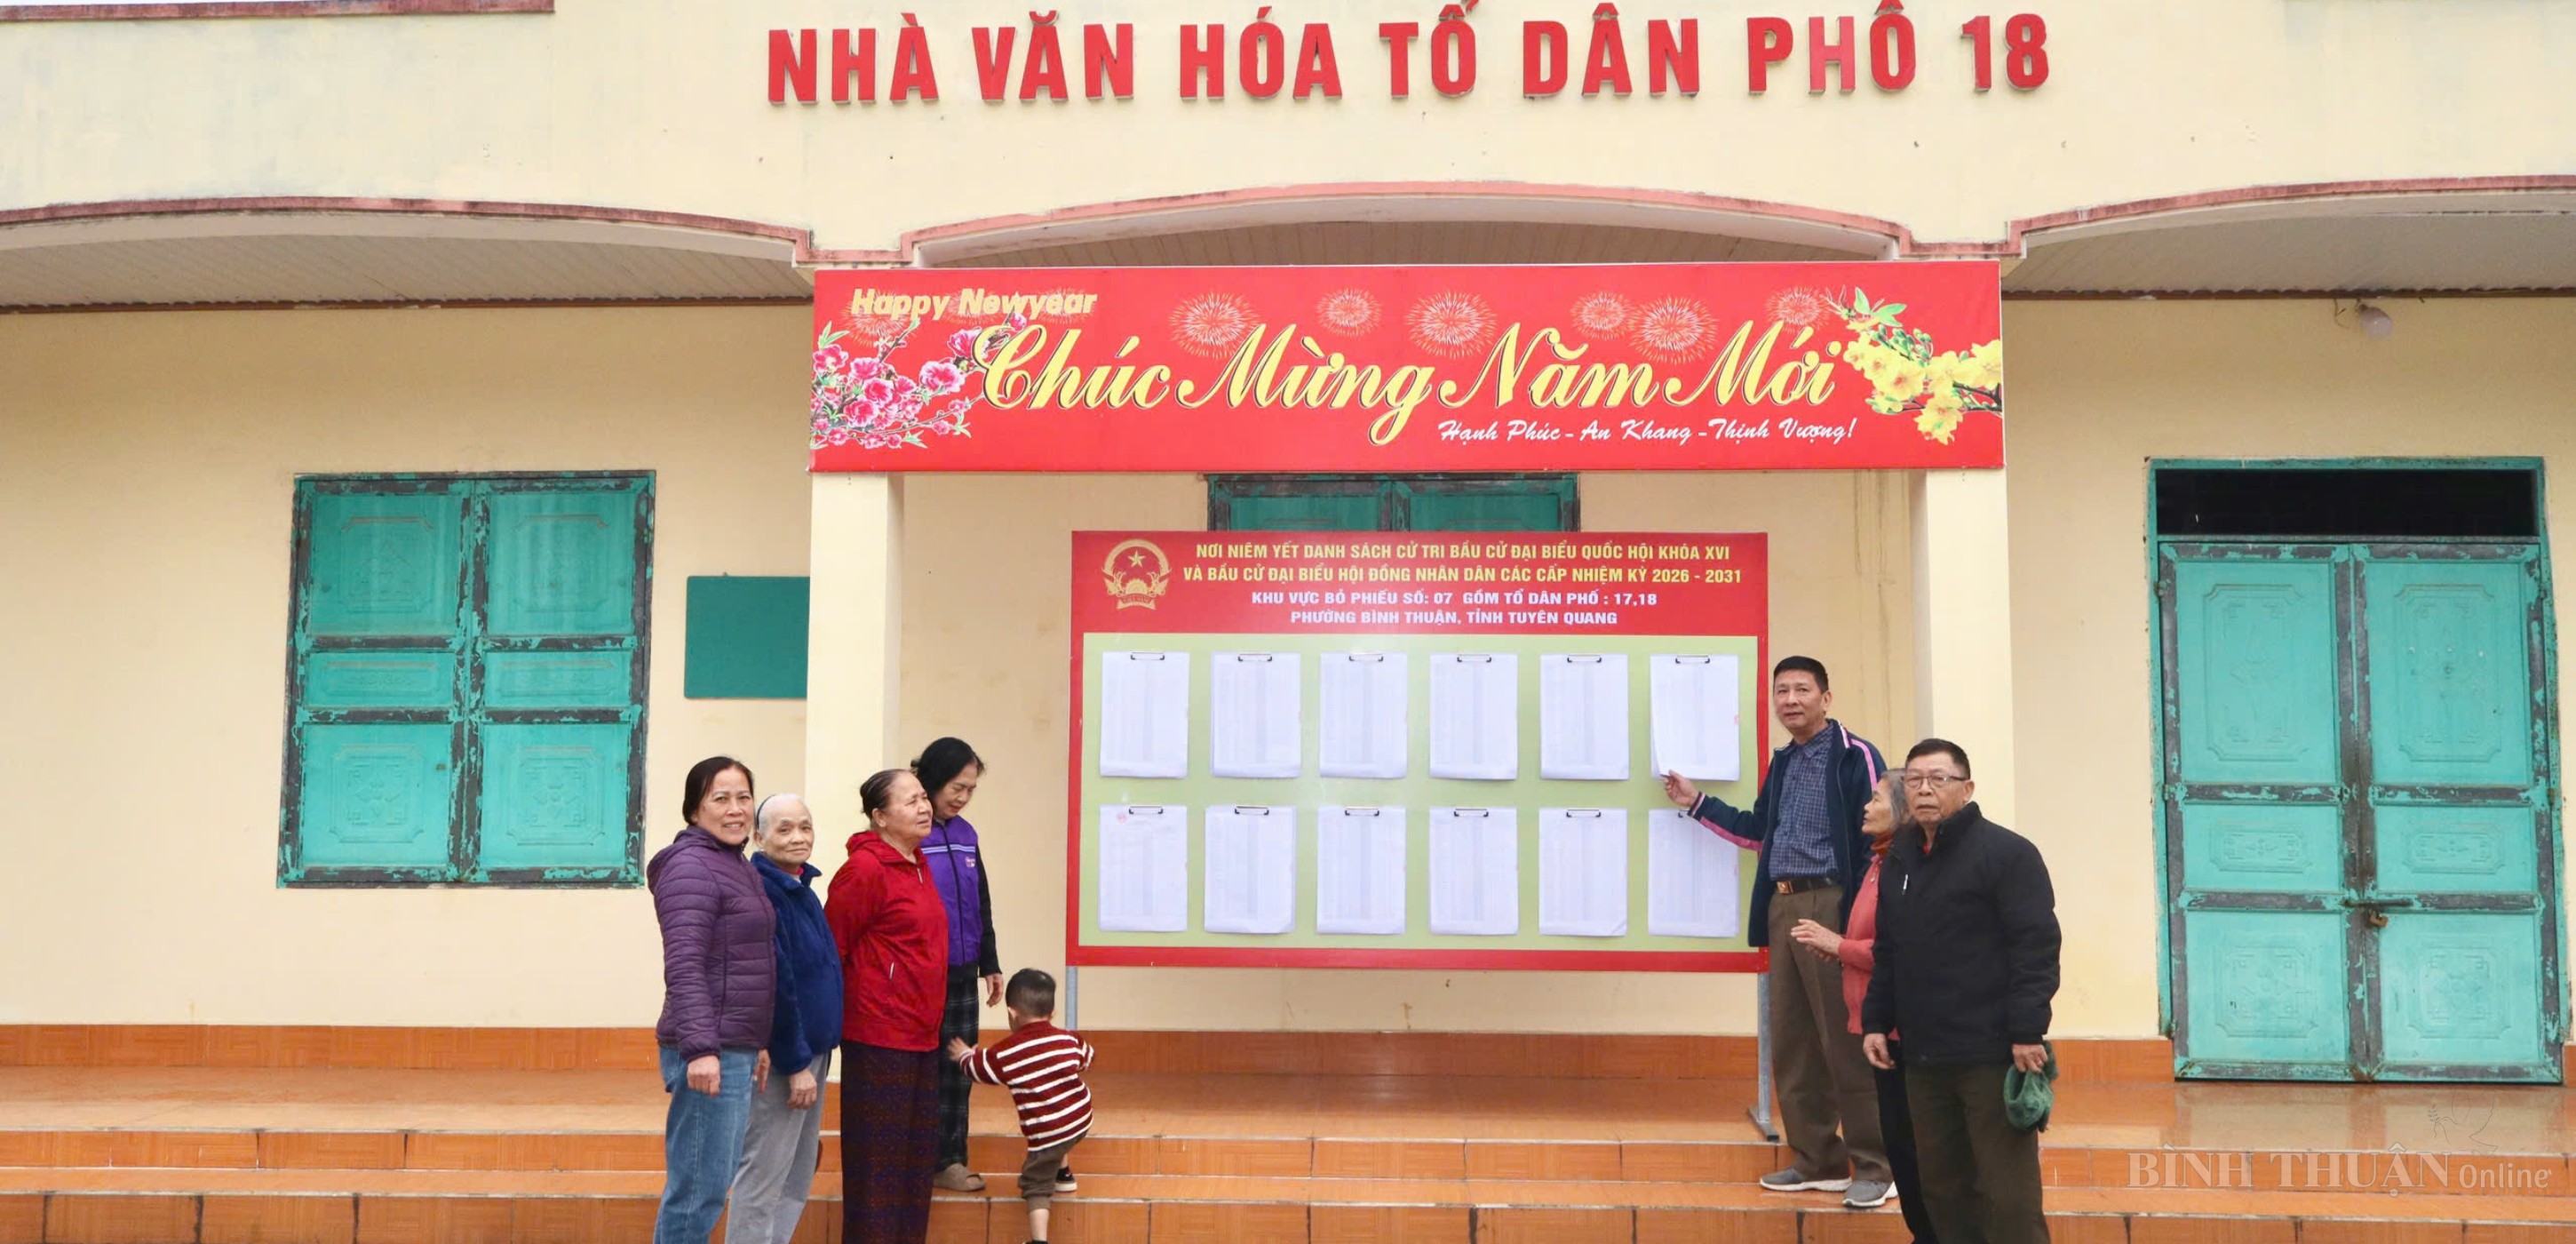 NHÀ VĂN HÓA TỔ DÂN PHỐ 18
Happy Newyear
Chúc Mừng Năm Mới
Hạnh Phúc - An Khang - Thịnh Vượng!
NƠI NIÊM YẾT DANH SÁCH CỬ TRI BẦU CỬ ĐẠI BIỂU QUỐC HỘI KHÓA XVI
VÀ BẦU CỬ ĐẠI BIỂU HỘI ĐỒNG NHÂN DÂN CÁC CẤP NHIỆM KỲ 2026 - 2031
KHU VỰC BỎ PHIẾU SỐ: 07 GỒM TỔ DÂN PHỐ : 17,18
PHƯỜNG BÌNH THUẬN, TỈNH TUYÊN QUANG
BÌNH THUẬN Online